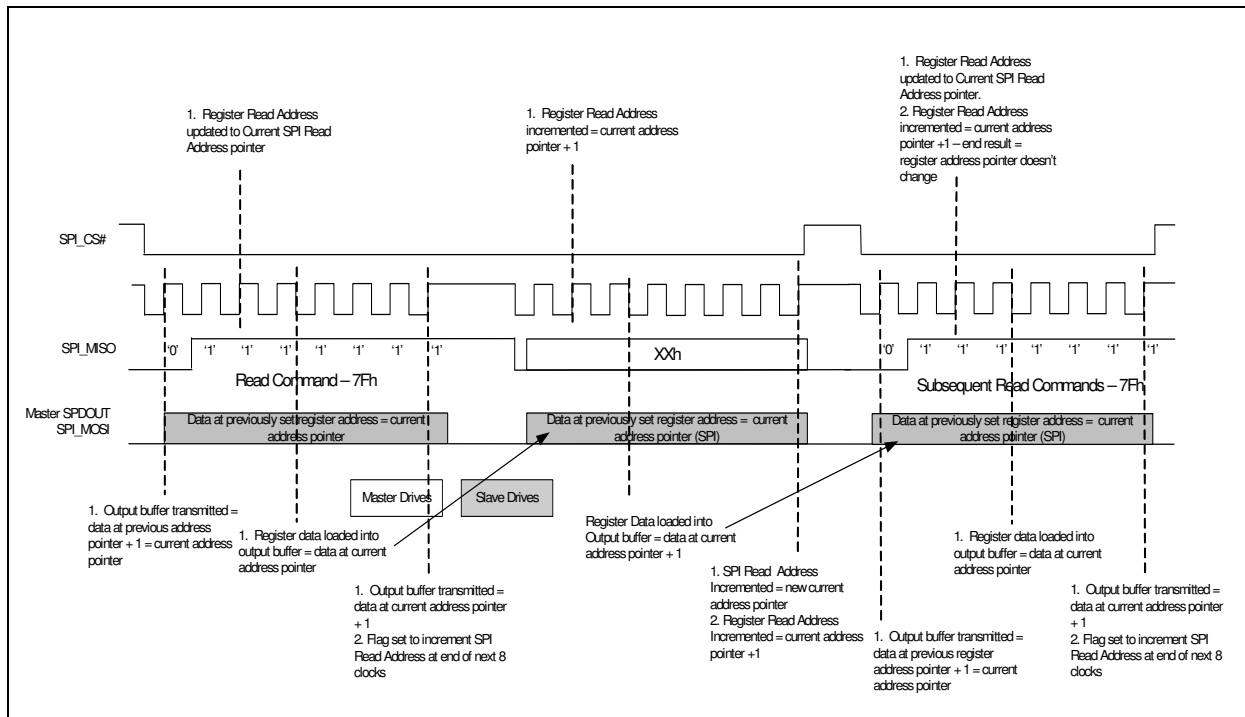 1. Register Read Address
updated to Current SPI Read
Address pointer
1. Register Read Address
incremented = current address
pointer + 1
1. Register Read Address
updated to Current SPI Read
Address pointer.
2. Register Read Address
incremented = current address
pointer +1 – end result =
register address pointer doesn't
change
SPI_CS#
SPI_MISO
'0' '1' '1' '1' '1' '1' '1' '1'
XXh
'0' '1' '1' '1' '1' '1' '1' '1'
Read Command – 7Fh
Subsequent Read Commands – 7Fh
Master SPDOUT
SPI_MOSI
Data at previously set register address = current
address pointer
Data at previously set register address = current
address pointer (SPI)
Data at previously set register address = current
address pointer (SPI)
Master Drives
Slave Drives
1. Output buffer transmitted =
data at previous address
pointer + 1 = current address
pointer
1. Register data loaded into
output buffer = data at current
address pointer
1. Output buffer transmitted =
data at current address pointer
+ 1
2. Flag set to increment SPI
Read Address at end of next 8
clocks
Register Data loaded into
Output buffer = data at current
address pointer + 1
1. SPI Read Address
Incremented = new current
address pointer
2. Register Read Address
Incremented = current address
pointer +1
1. Output buffer transmitted =
data at previous register
address pointer + 1 = current
address pointer
1. Register data loaded into
output buffer = data at current
address pointer
1. Output buffer transmitted =
data at current address pointer
+ 1
2. Flag set to increment SPI
Read Address at end of next 8
clocks